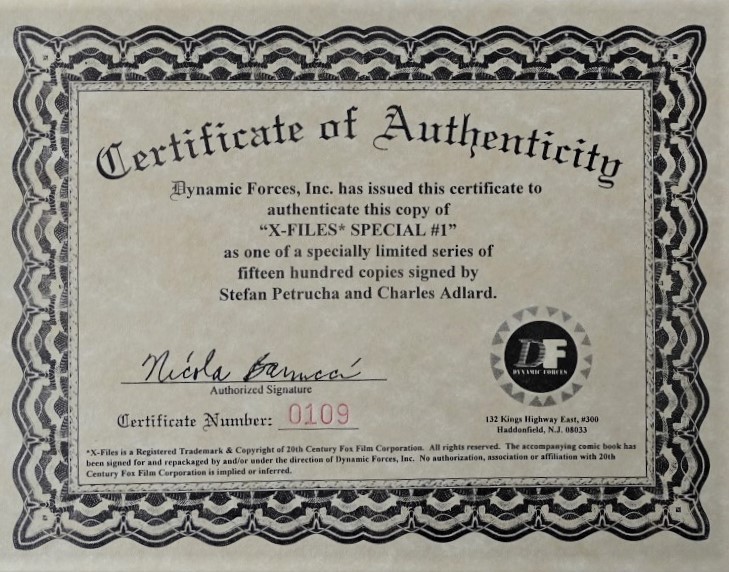 Certificate of Authenticity
Dynamic Forces, Inc. has issued this certificate to
authenticate this copy of
“X-FILES* SPECIAL #1”
as one of a specially limited series of
fifteen hundred copies signed by
Stefan Petrucha and Charles Adlard.
Nicola Barrucci
Authorized Signature
Certificate Number: 0109
DF
DYNAMIC FORCES
132 Kings Highway East, #300
Haddonfield, N.J. 08033
*X-Files is a Registered Trademark & Copyright of 20th Century Fox Film Corporation. All rights reserved. The accompanying comic book has
been signed for and repackaged by and/or under the direction of Dynamic Forces, Inc. No authorization, association or affiliation with 20th
Century Fox Film Corporation is implied or inferred.